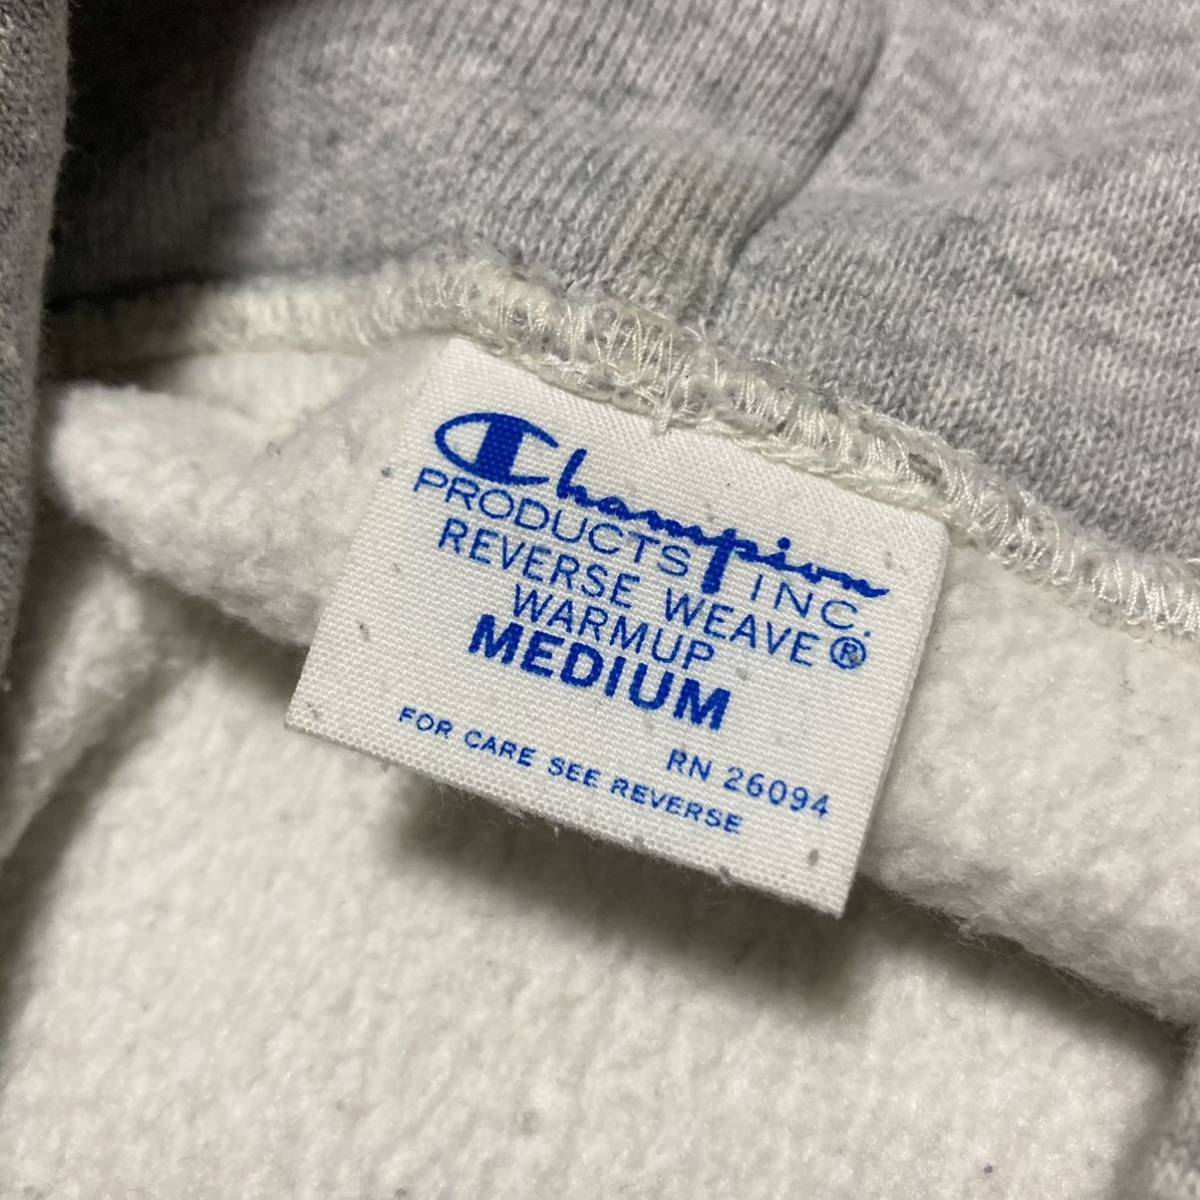 Champion
PRODUCTS INC.
REVERSE WEAVE®
WARMUP
MEDIUM
RN 26094
FOR CARE SEE REVERSE